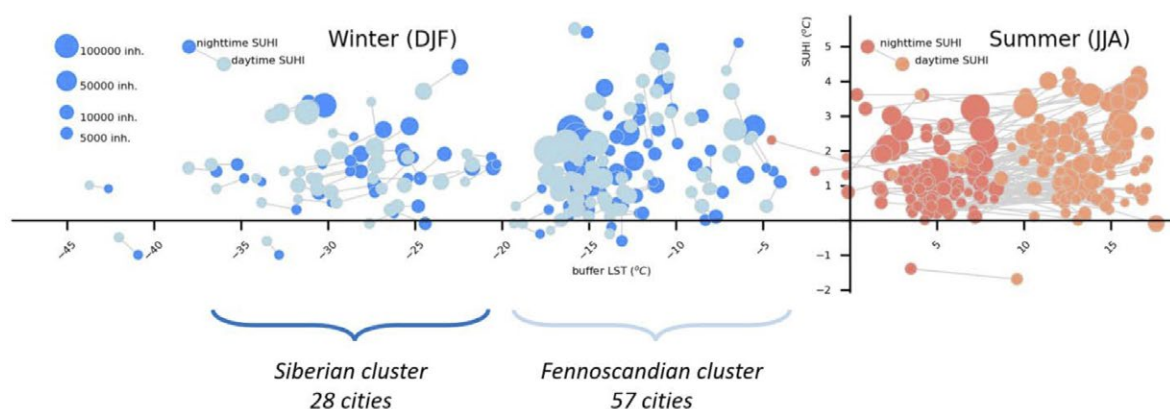 Winter (DJF)
Summer (JJA)
100000 inh.
50000 inh.
10000 inh.
5000 inh.
nighttime SUHI
daytime SUHI
SUHI (°C)
nighttime SUHI
daytime SUHI
5
4
3
2
1
−1
−2
−45
−40
−35
−30
−25
−20
−15
−10
−5
5
10
15
buffer LST (°C)
Siberian cluster
28 cities
Fennoscandian cluster
57 cities